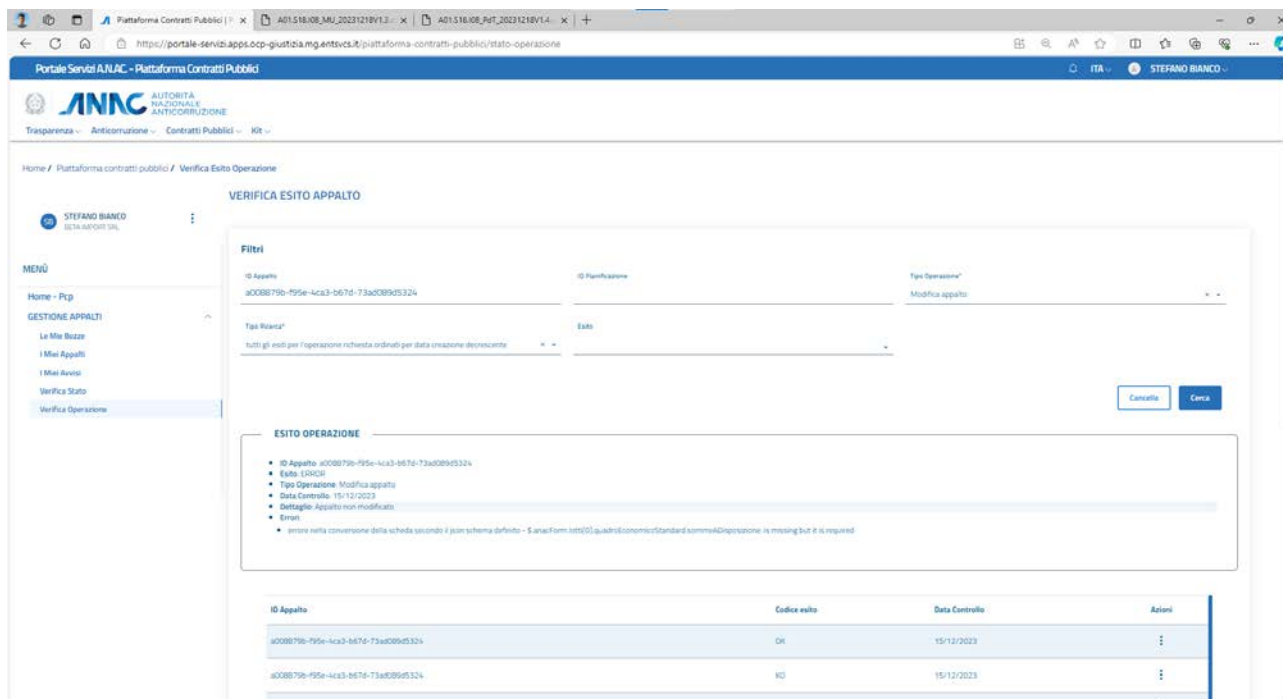 Piattaforma Contratti Pubblici | P
A01.S18.I08_MU_20231218V1.3
A01.S18.I08_PdT_20231218V1.4
https://portale-servizi.apps.ocp-giustizia.mg.entsvcs.it/piattaforma-contratti-pubblici/stato-operazione
Portale Servizi A.N.AC. - Piattaforma Contratti Pubblici
ITA
STEFANO BIANCO
ANAC
AUTORITÀ
NAZIONALE
ANTICORRUZIONE
Trasparenza Anticorruzione Contratti Pubblici Kit
Home / Piattaforma contratti pubblici / Verifica Esito Operazione
VERIFICA ESITO APPALTO
SB STEFANO BIANCO
BETA IMPORT SRL
MENÙ
Home - Pcp
GESTIONE APPALTI
Le Mie Bozze
I Miei Appalti
I Miei Avvisi
Verifica Stato
Verifica Operazione
Filtri
ID Appalto ID Pianificazione Tipo Operazione*
a008879b-f95e-4ca3-b67d-73ad089d5324 Modifica appalto
Tipo Ricerca* Esito
tutti gli esiti per l'operazione richiesta ordinati per data creazione decrescente
Cancella Cerca
ESITO OPERAZIONE
ID Appalto: a008879b-f95e-4ca3-b67d-73ad089d5324
Esito: ERROR
Tipo Operazione: Modifica appalto
Data Controllo: 15/12/2023
Dettaglio: Appalto non modificato
Errori:
errore nella conversione della scheda secondo il json schema definito - $.anacForm.lotti[0].quadroEconomicoStandard.sommeADisposizione: is missing but it is required
ID Appalto Codice esito Data Controllo Azioni
a008879b-f95e-4ca3-b67d-73ad089d5324 OK 15/12/2023
a008879b-f95e-4ca3-b67d-73ad089d5324 KO 15/12/2023